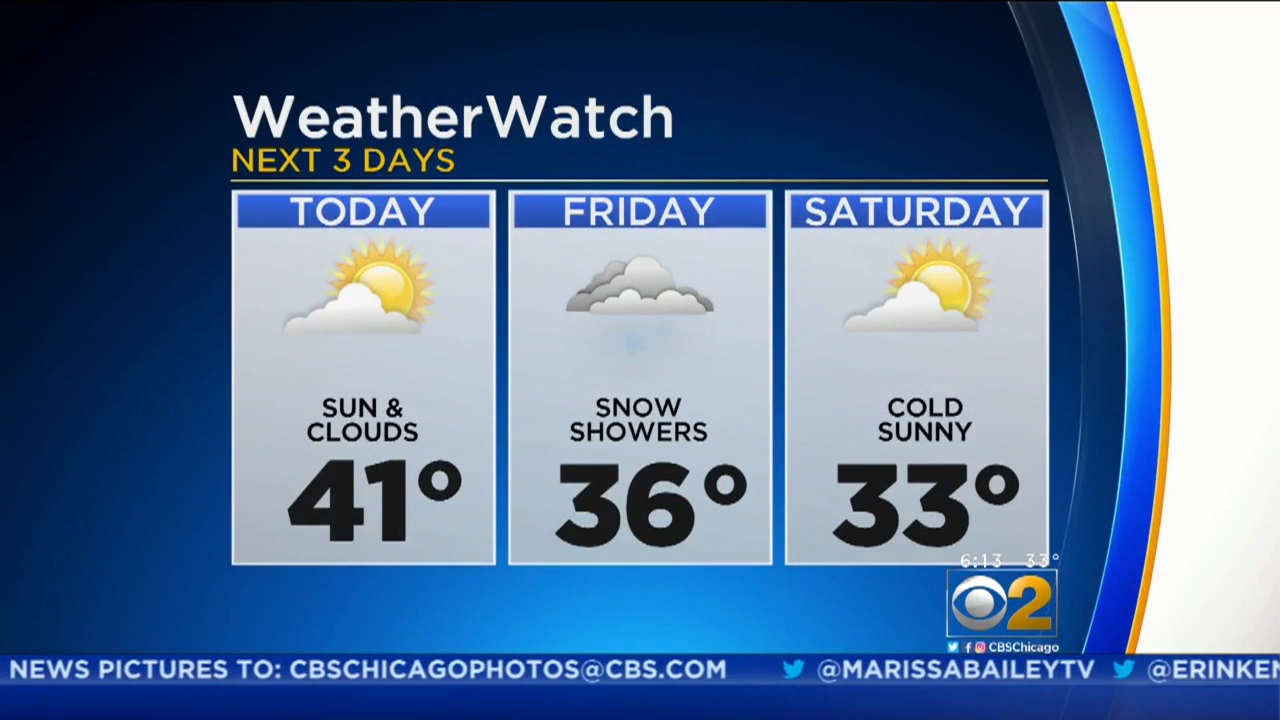 WeatherWatch
NEXT 3 DAYS
TODAY
SUN &
CLOUDS
41°
FRIDAY
SNOW
SHOWERS
36°
SATURDAY
COLD
SUNNY
33°
6:13 33°
2
CBSChicago
NEWS PICTURES TO: CBSCHICAGOPHOTOS@CBS.COM @MARISSABAILEYTV @ERINKEN